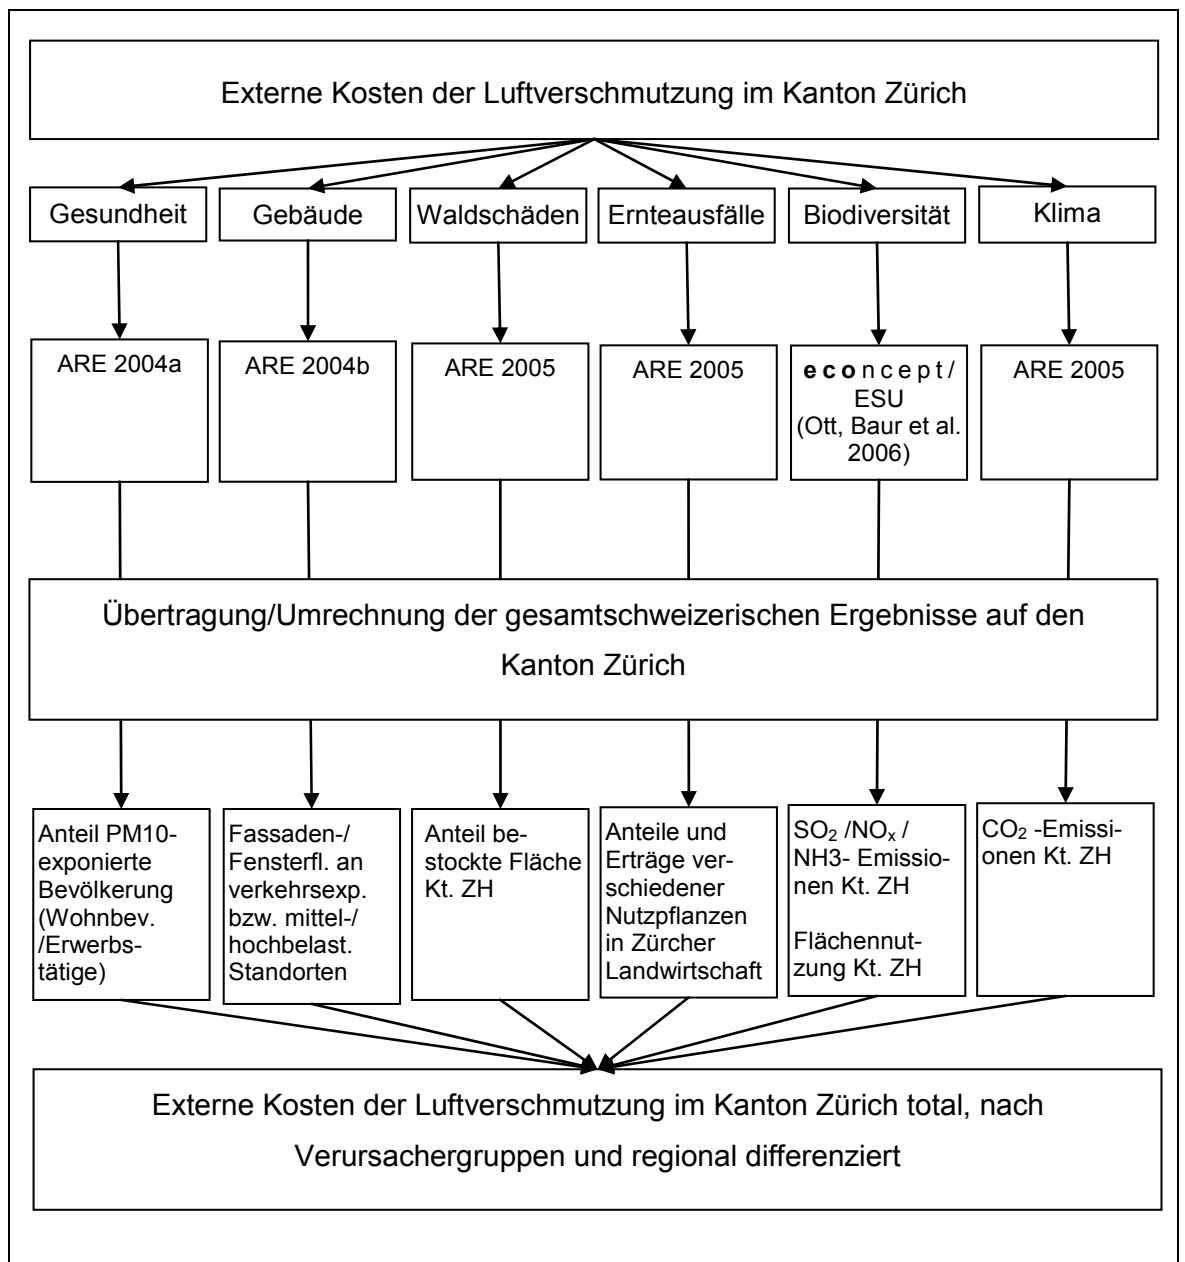 Externe Kosten der Luftverschmutzung im Kanton Zürich
Gesundheit
Gebäude
Waldschäden
Ernteausfälle
Biodiversität
Klima
ARE 2004a
ARE 2004b
ARE 2005
ARE 2005
econcept/
ESU
(Ott, Baur et al.
2006)
ARE 2005
Übertragung/Umrechnung der gesamtschweizerischen Ergebnisse auf den
Kanton Zürich
Anteil PM10-
exponierte
Bevölkerung
(Wohnbev.
/Erwerbs-
tätige)
Fassaden-/
Fensterfl. an
verkehrsexp.
bzw. mittel-/
hochbelast.
Standorten
Anteil be-
stockte Fläche
Kt. ZH
Anteile und
Erträge ver-
schiedener
Nutzpflanzen
in Zürcher
Landwirtschaft
SO₂ /NOₓ /
NH3- Emissio-
nen Kt. ZH
Flächennut-
zung Kt. ZH
CO₂ -Emissi-
onen Kt. ZH
Externe Kosten der Luftverschmutzung im Kanton Zürich total, nach
Verursachergruppen und regional differenziert